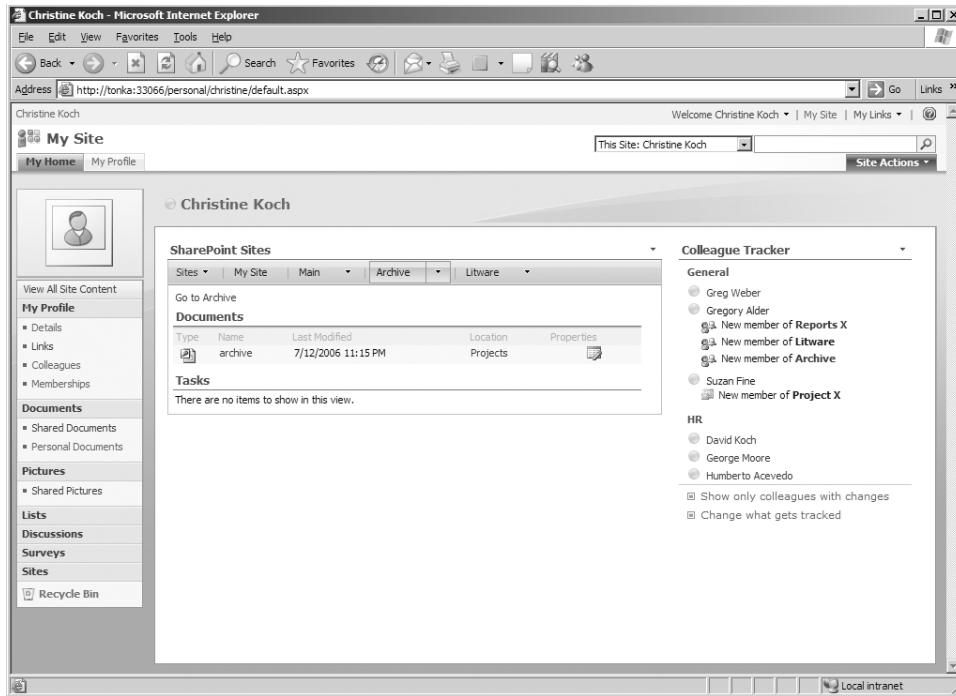 Christine Koch - Microsoft Internet Explorer
File Edit View Favorites Tools Help
Back Search Favorites
Address http://tonka:33066/personal/christine/default.aspx Go Links »
Christine Koch Welcome Christine Koch | My Site | My Links |
My Site
This Site: Christine Koch
My Home My Profile Site Actions
Christine Koch
View All Site Content
My Profile
Details
Links
Colleagues
Memberships
Documents
Shared Documents
Personal Documents
Pictures
Shared Pictures
Lists
Discussions
Surveys
Sites
Recycle Bin
SharePoint Sites
Sites | My Site | Main Archive Litware
Go to Archive
Documents
Type Name Last Modified Location Properties
archive 7/12/2006 11:15 PM Projects
Tasks
There are no items to show in this view.
Colleague Tracker
General
Greg Weber
Gregory Alder
New member of Reports X
New member of Litware
New member of Archive
Suzan Fine
New member of Project X
HR
David Koch
George Moore
Humberto Acevedo
Show only colleagues with changes
Change what gets tracked
Local intranet